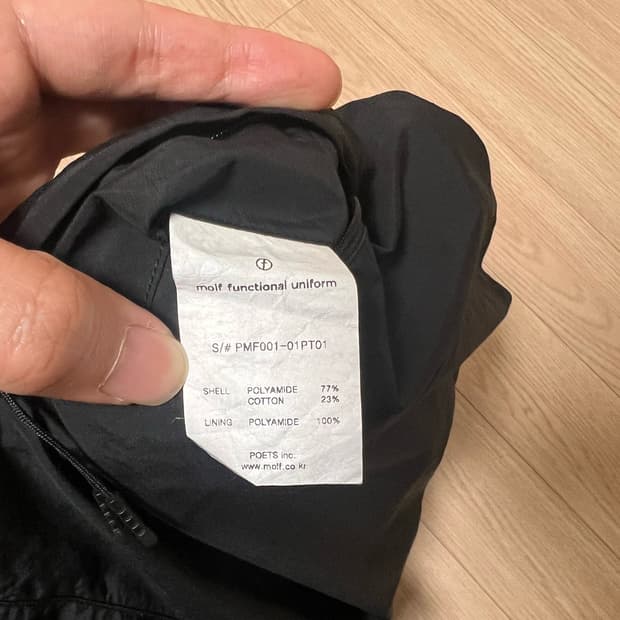 molf functional uniform
S/# PMF001-01PT01
SHELL POLYAMIDE 77%
COTTON 23%
LINING POLYAMIDE 100%
POETS inc.
www.molf.co.kr